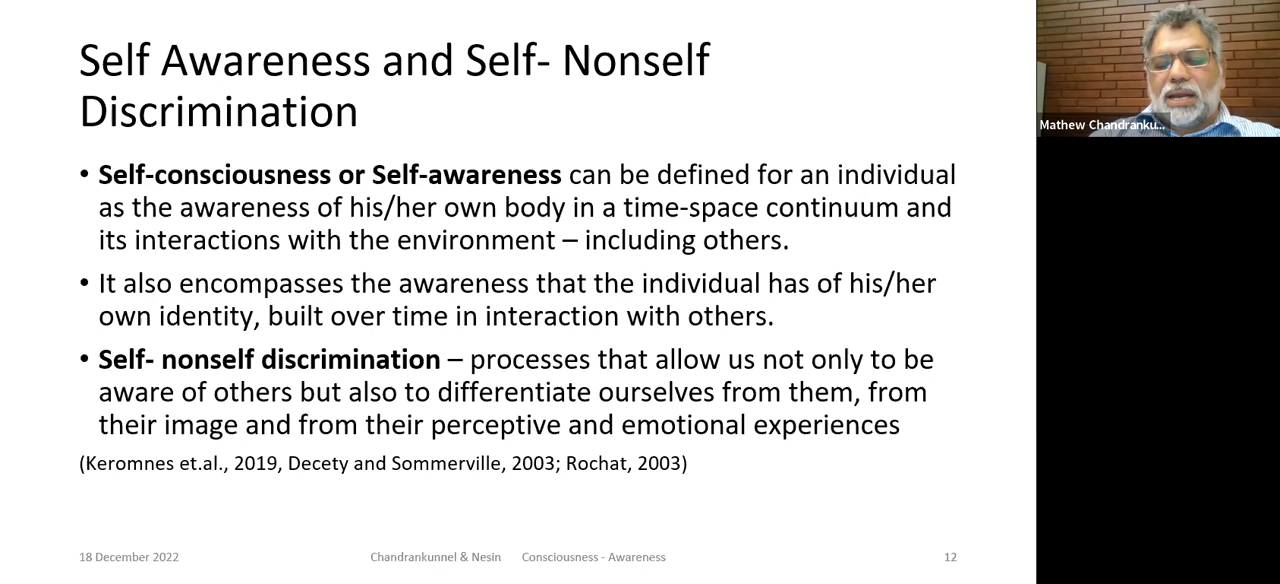 Self Awareness and Self- Nonself
Discrimination
• Self-consciousness or Self-awareness can be defined for an individual
as the awareness of his/her own body in a time-space continuum and
its interactions with the environment – including others.
• It also encompasses the awareness that the individual has of his/her
own identity, built over time in interaction with others.
• Self- nonself discrimination – processes that allow us not only to be
aware of others but also to differentiate ourselves from them, from
their image and from their perceptive and emotional experiences
(Keromnes et.al., 2019, Decety and Sommerville, 2003; Rochat, 2003)
18 December 2022 Chandrankunnel & Nesin Consciousness - Awareness 12
Mathew Chandranku...